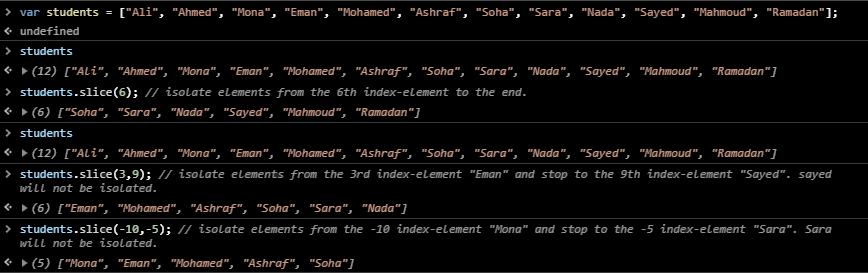 var students = ["Ali", "Ahmed", "Mona", "Eman", "Mohamed", "Ashraf", "Soha", "Sara", "Nada", "Sayed", "Mahmoud", "Ramadan"];
undefined
students
(12) ["Ali", "Ahmed", "Mona", "Eman", "Mohamed", "Ashraf", "Soha", "Sara", "Nada", "Sayed", "Mahmoud", "Ramadan"]
students.slice(6); // isolate elements from the 6th index-element to the end.
(6) ["Soha", "Sara", "Nada", "Sayed", "Mahmoud", "Ramadan"]
students
(12) ["Ali", "Ahmed", "Mona", "Eman", "Mohamed", "Ashraf", "Soha", "Sara", "Nada", "Sayed", "Mahmoud", "Ramadan"]
students.slice(3,9); // isolate elements from the 3rd index-element "Eman" and stop to the 9th index-element "Sayed". sayed
will not be isolated.
(6) ["Eman", "Mohamed", "Ashraf", "Soha", "Sara", "Nada"]
students.slice(-10,-5); // isolate elements from the -10 index-element "Mona" and stop to the -5 index-element "Sara". Sara
will not be isolated.
(5) ["Mona", "Eman", "Mohamed", "Ashraf", "Soha"]